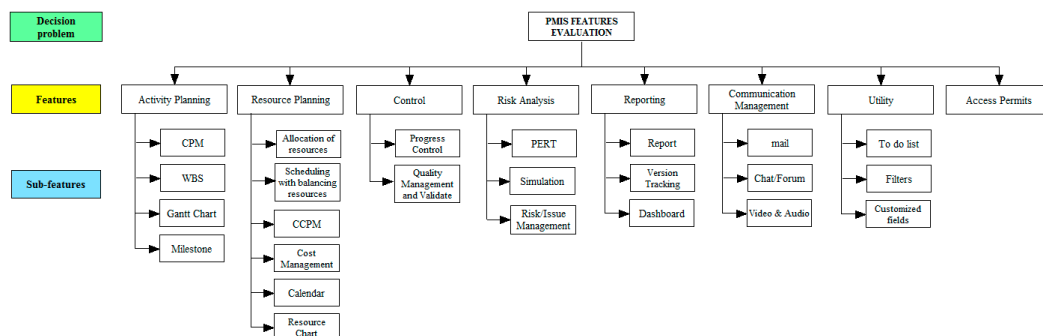 Decision
problem
PMIS FEATURES
EVALUATION
Features
Activity Planning
Resource Planning
Control
Risk Analysis
Reporting
Communication
Management
Utility
Access Permits
Sub-features
CPM
WBS
Gantt Chart
Milestone
Allocation of
resources
Scheduling
with balancing
resources
CCPM
Cost
Management
Calendar
Resource
Chart
Progress
Control
Quality
Management
and Validate
PERT
Simulation
Risk/Issue
Management
Report
Version
Tracking
Dashboard
mail
Chat/Forum
Video & Audio
To do list
Filters
Customized
fields